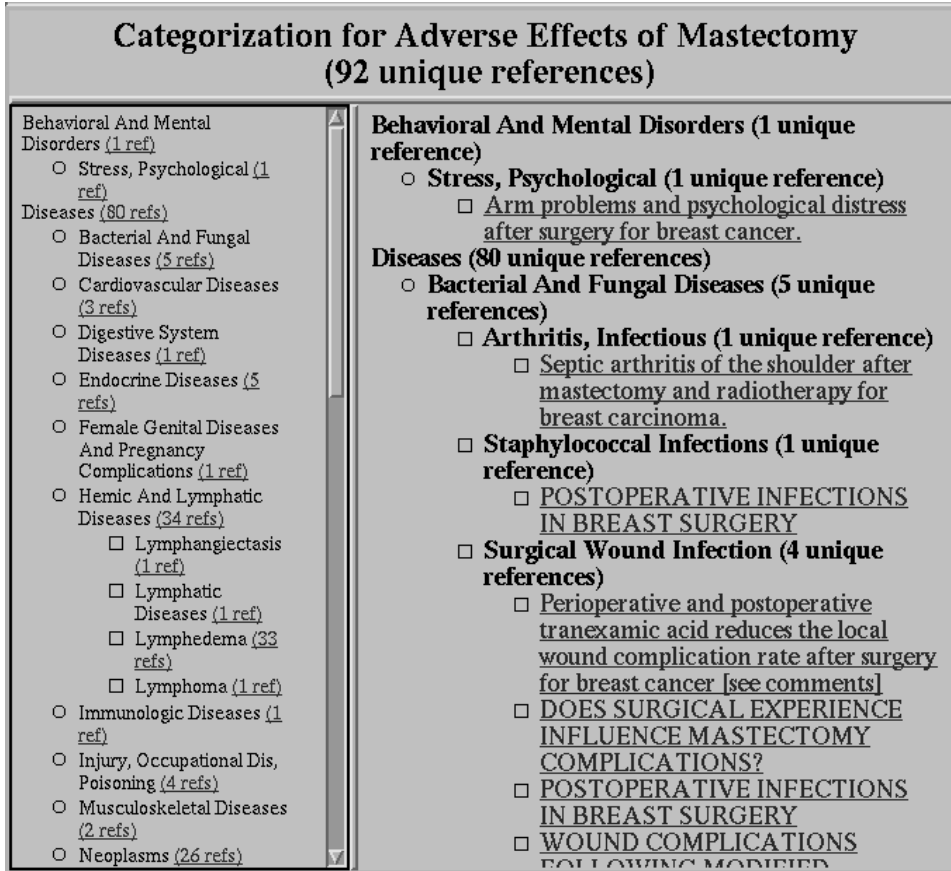 Categorization for Adverse Effects of Mastectomy
(92 unique references)
Behavioral And Mental
Disorders (1 ref)
Stress, Psychological (1
ref)
Diseases (80 refs)
Bacterial And Fungal
Diseases (5 refs)
Cardiovascular Diseases
(3 refs)
Digestive System
Diseases (1 ref)
Endocrine Diseases (5
refs)
Female Genital Diseases
And Pregnancy
Complications (1 ref)
Hemic And Lymphatic
Diseases (34 refs)
Lymphangiectasis
(1 ref)
Lymphatic
Diseases (1 ref)
Lymphedema (33
refs)
Lymphoma (1 ref)
Immunologic Diseases (1
ref)
Injury, Occupational Dis,
Poisoning (4 refs)
Musculoskeletal Diseases
(2 refs)
Neoplasms (26 refs)
Behavioral And Mental Disorders (1 unique
reference)
Stress, Psychological (1 unique reference)
Arm problems and psychological distress
after surgery for breast cancer.
Diseases (80 unique references)
Bacterial And Fungal Diseases (5 unique
references)
Arthritis, Infectious (1 unique reference)
Septic arthritis of the shoulder after
mastectomy and radiotherapy for
breast carcinoma.
Staphylococcal Infections (1 unique
reference)
POSTOPERATIVE INFECTIONS
IN BREAST SURGERY
Surgical Wound Infection (4 unique
references)
Perioperative and postoperative
tranexamic acid reduces the local
wound complication rate after surgery
for breast cancer [see comments]
DOES SURGICAL EXPERIENCE
INFLUENCE MASTECTOMY
COMPLICATIONS?
POSTOPERATIVE INFECTIONS
IN BREAST SURGERY
WOUND COMPLICATIONS
FOLLOWING MODIFIED